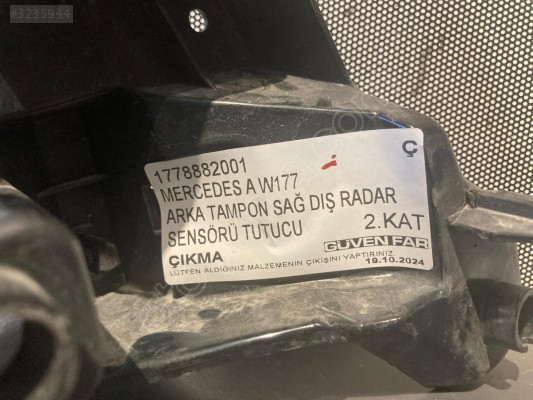 #3235944
1778882001
Ç
MERCEDES A W177
ARKA TAMPON SAĞ DIŞ RADAR
SENSÖRÜ TUTUCU 2.KAT
ÇIKMA GÜVEN FAR
LÜTFEN ALDIĞINIZ MALZEMENİN ÇIKIŞINI YAPTIRINIZ 19.10.2024